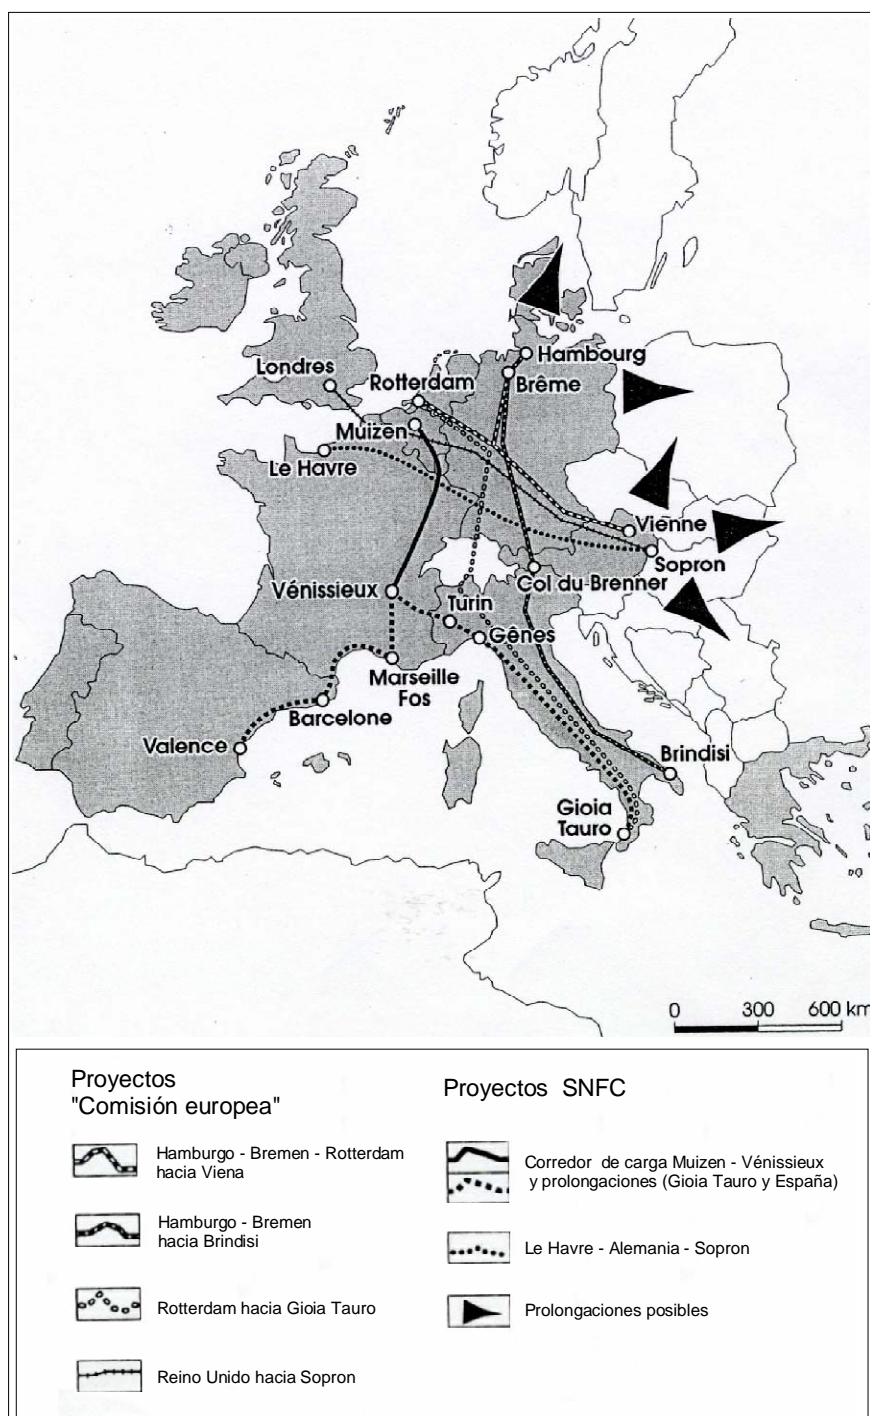 Hambourg
Londres
Rotterdam
Brême
Muizen
Le Havre
Vienne
Sopron
Col du Brenner
Vénissieux
Turin
Gênes
Marseille
Fos
Barcelone
Valence
Brindisi
Gioia
Tauro
0 300 600 km
Proyectos
"Comisión europea"
Hamburgo - Bremen - Rotterdam
hacia Viena
Hamburgo - Bremen
hacia Brindisi
Rotterdam hacia Gioia Tauro
Reino Unido hacia Sopron
Proyectos SNFC
Corredor de carga Muizen - Vénissieux
y prolongaciones (Gioia Tauro y España)
Le Havre - Alemania - Sopron
Prolongaciones posibles